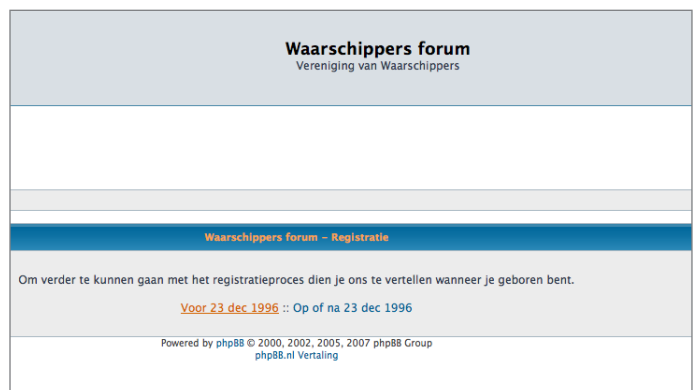 Waarschippers forum
Vereniging van Waarschippers
Waarschippers forum - Registratie
Om verder te kunnen gaan met het registratieproces dien je ons te vertellen wanneer je geboren bent.
Voor 23 dec 1996 :: Op of na 23 dec 1996
Powered by phpBB © 2000, 2002, 2005, 2007 phpBB Group
phpBB.nl Vertaling